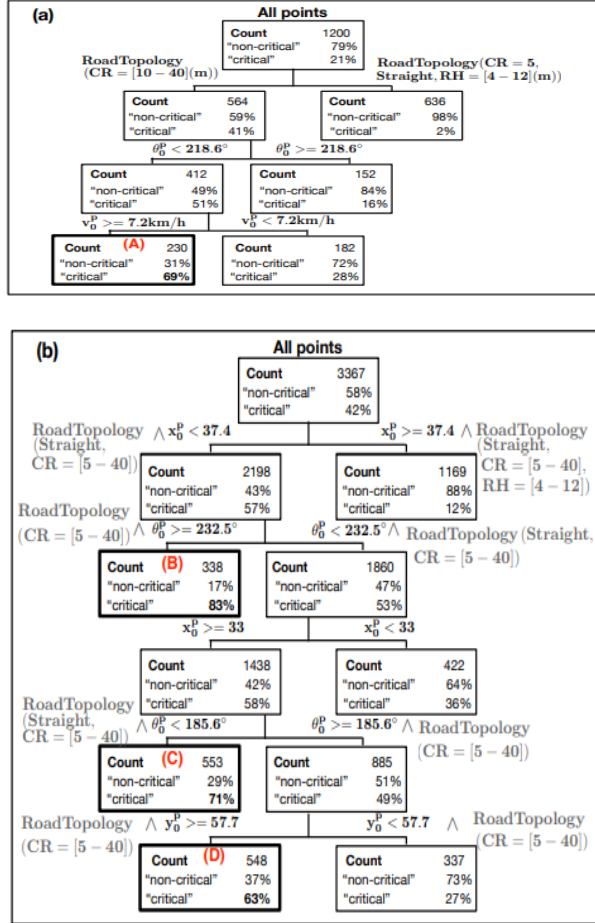 (a)
All points
Count 1200
"non-critical" 79%
"critical" 21%
RoadTopology
(CR = [10 − 40](m))
RoadTopology(CR = 5,
Straight, RH = [4 − 12](m))
Count 564
"non-critical" 59%
"critical" 41%
Count 636
"non-critical" 98%
"critical" 2%
θ₀ᵖ < 218.6°
θ₀ᵖ >= 218.6°
Count 412
"non-critical" 49%
"critical" 51%
Count 152
"non-critical" 84%
"critical" 16%
v₀ᵖ >= 7.2km/h
v₀ᵖ < 7.2km/h
Count (A) 230
"non-critical" 31%
"critical" 69%
Count 182
"non-critical" 72%
"critical" 28%
(b)
All points
Count 3367
"non-critical" 58%
"critical" 42%
RoadTopology ∧ x₀ᵖ < 37.4
(Straight,
CR = [5 − 40])
x₀ᵖ >= 37.4 ∧ RoadTopology
(Straight,
CR = [5 − 40],
RH = [4 − 12])
Count 2198
"non-critical" 43%
"critical" 57%
Count 1169
"non-critical" 88%
"critical" 12%
RoadTopology
(CR = [5 − 40]) ∧ θ₀ᵖ >= 232.5°
θ₀ᵖ < 232.5° ∧ RoadTopology (Straight,
CR = [5 − 40])
Count (B) 338
"non-critical" 17%
"critical" 83%
Count 1860
"non-critical" 47%
"critical" 53%
x₀ᵖ >= 33
x₀ᵖ < 33
Count 1438
"non-critical" 42%
"critical" 58%
Count 422
"non-critical" 64%
"critical" 36%
RoadTopology
(Straight,
CR = [5 − 40]) ∧ θ₀ᵖ < 185.6°
θ₀ᵖ >= 185.6° ∧ RoadTopology
(CR = [5 − 40])
Count (C) 553
"non-critical" 29%
"critical" 71%
Count 885
"non-critical" 51%
"critical" 49%
RoadTopology ∧ y₀ᵖ >= 57.7
(CR = [5 − 40])
y₀ᵖ < 57.7 ∧ RoadTopology
(CR = [5 − 40])
Count (D) 548
"non-critical" 37%
"critical" 63%
Count 337
"non-critical" 73%
"critical" 27%